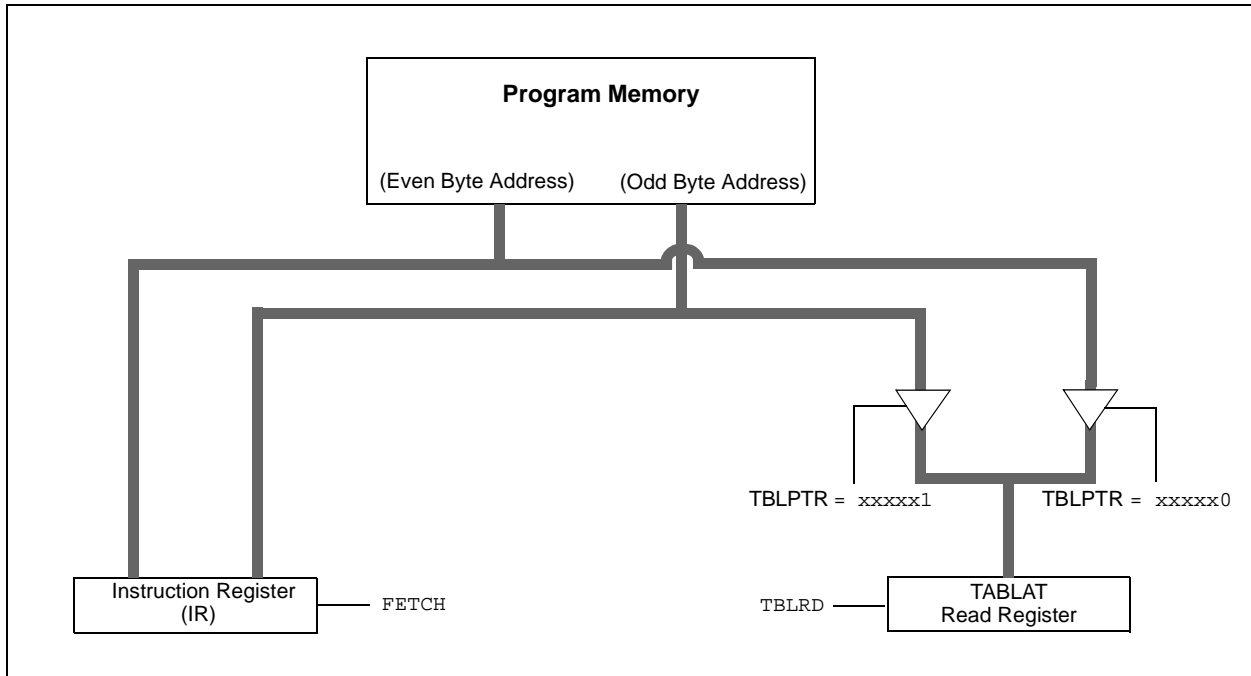 Program Memory
(Even Byte Address) (Odd Byte Address)
TBLPTR = xxxxx1 TBLPTR = xxxxx0
Instruction Register
(IR)
FETCH
TBLRD
TABLAT
Read Register